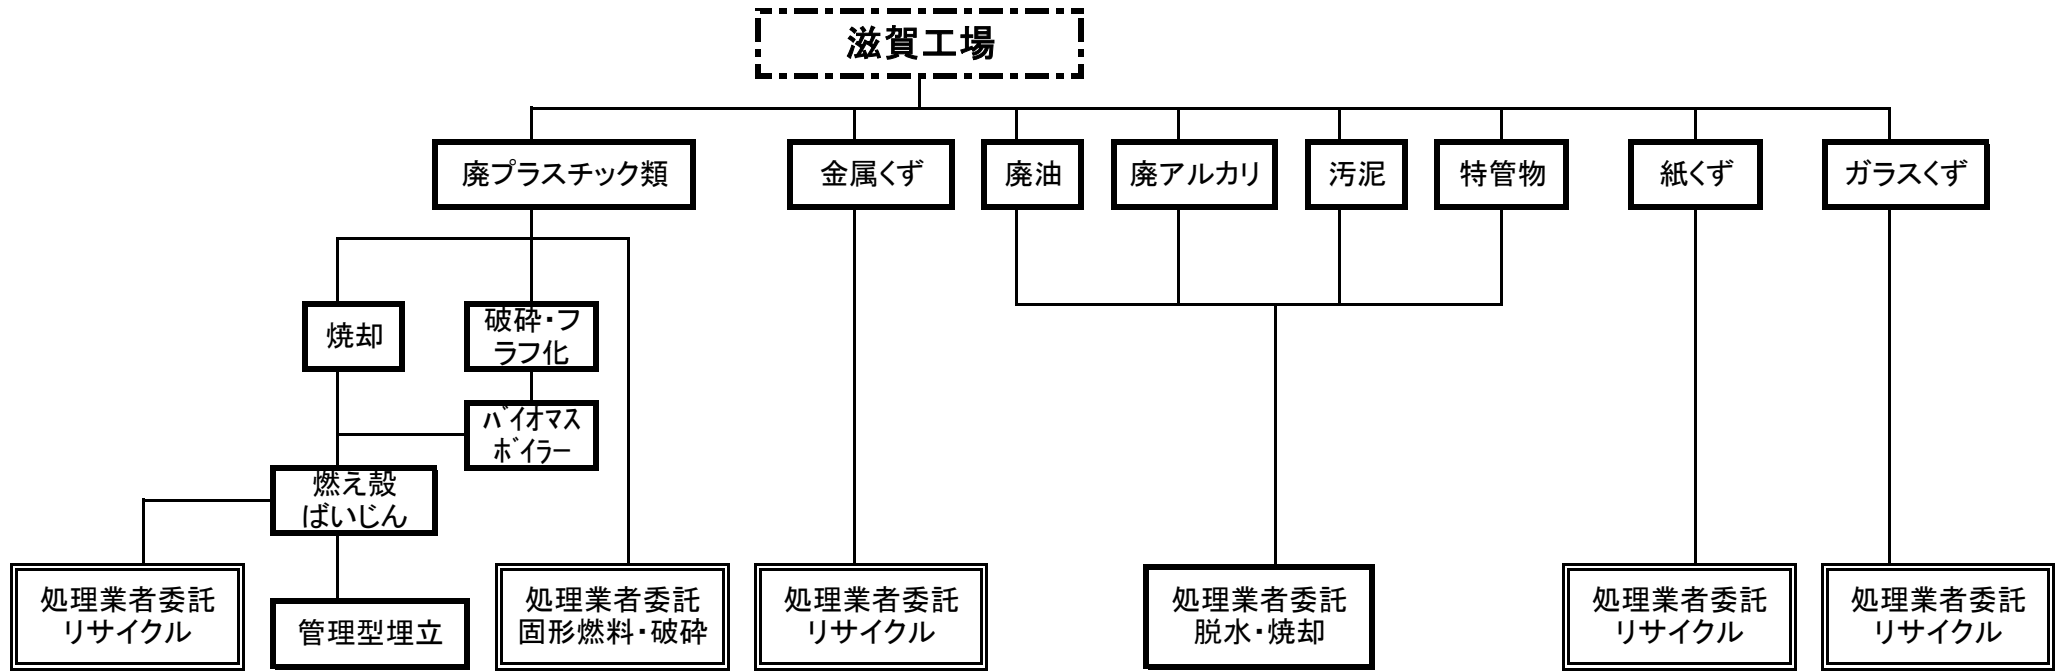 滋賀工場
廃プラスチック類
金属くず
廃油
廃アルカリ
汚泥
特管物
紙くず
ガラスくず
焼却
破砕・フ
ラフ化
ﾊﾞｲｵﾏｽ
ﾎﾞｲﾗｰ
燃え殻
ばいじん
処理業者委託
リサイクル
管理型埋立
処理業者委託
固形燃料・破砕
処理業者委託
リサイクル
処理業者委託
脱水・焼却
処理業者委託
リサイクル
処理業者委託
リサイクル